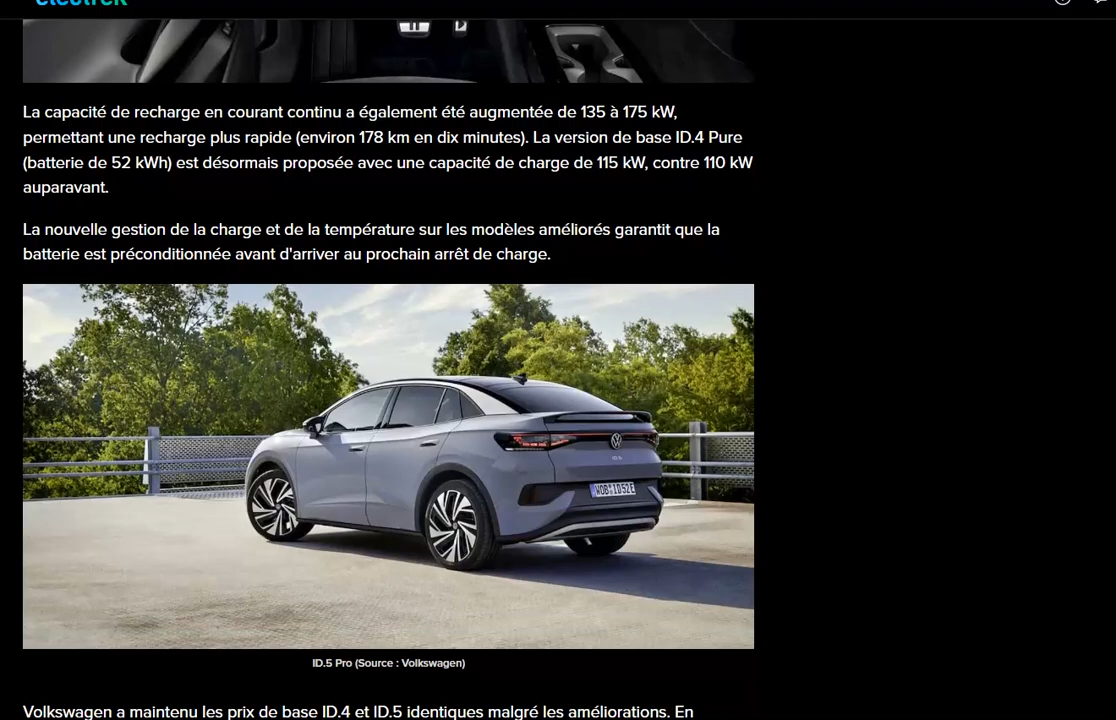 electrek
La capacité de recharge en courant continu a également été augmentée de 135 à 175 kW,
permettant une recharge plus rapide (environ 178 km en dix minutes). La version de base ID.4 Pure
(batterie de 52 kWh) est désormais proposée avec une capacité de charge de 115 kW, contre 110 kW
auparavant.
La nouvelle gestion de la charge et de la température sur les modèles améliorés garantit que la
batterie est préconditionnée avant d'arriver au prochain arrêt de charge.
WOB ID52E
ID.5 Pro (Source : Volkswagen)
Volkswagen a maintenu les prix de base ID.4 et ID.5 identiques malgré les améliorations. En